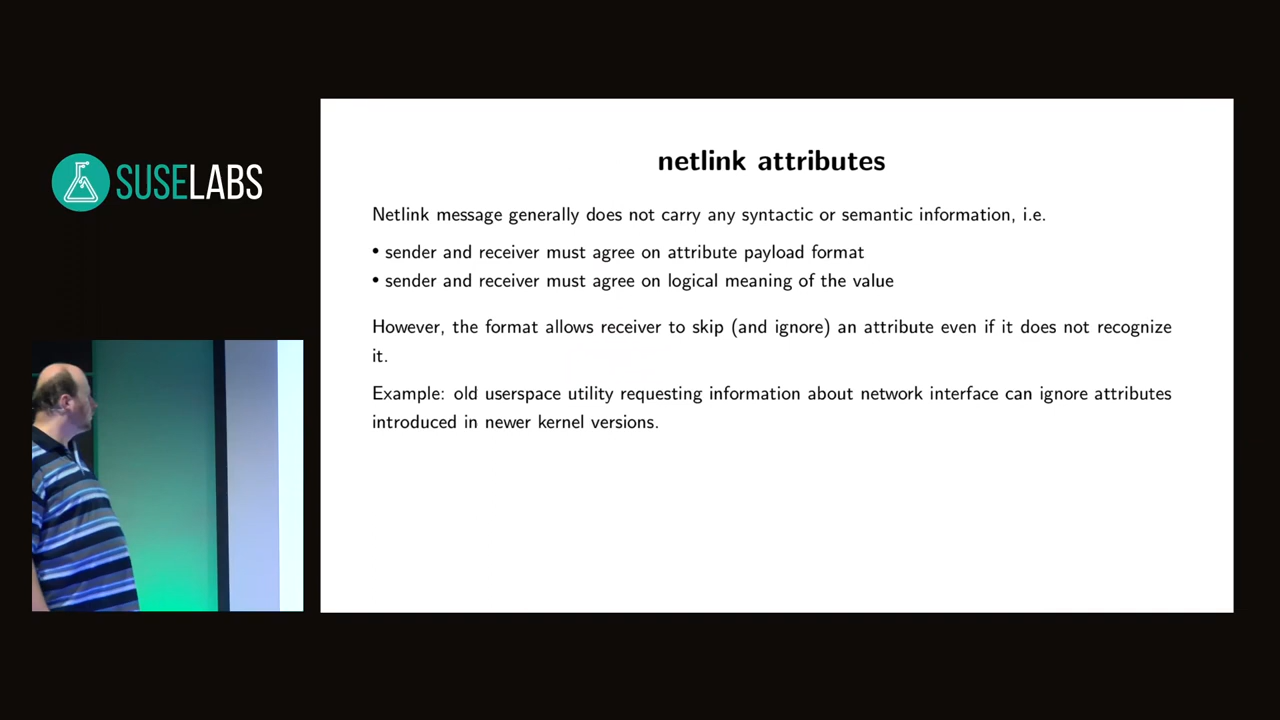 SUSELABS
netlink attributes
Netlink message generally does not carry any syntactic or semantic information, i.e.
• sender and receiver must agree on attribute payload format
• sender and receiver must agree on logical meaning of the value
However, the format allows receiver to skip (and ignore) an attribute even if it does not recognize
it.
Example: old userspace utility requesting information about network interface can ignore attributes
introduced in newer kernel versions.